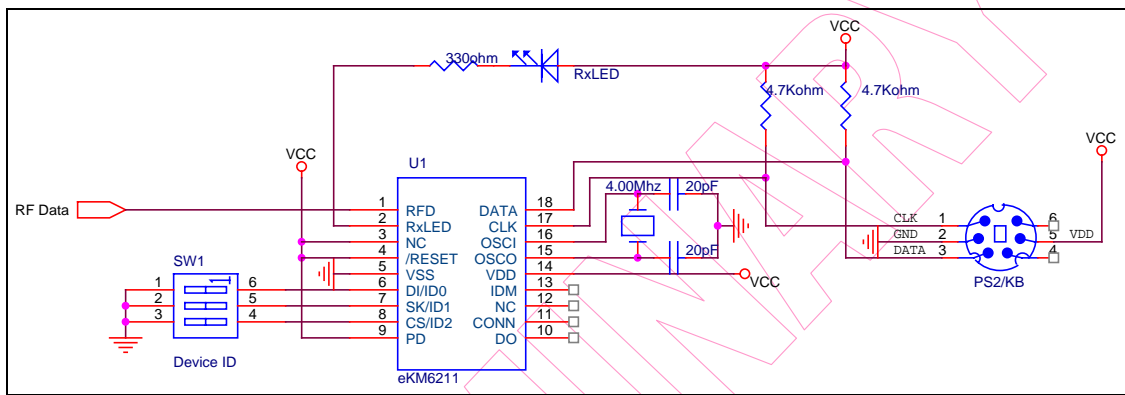 VCC
330ohm
RxLED
4.7Kohm
4.7Kohm
VCC
VCC
U1
4.00Mhz
20pF
RF Data
1
RFD
DATA
18
2
RxLED
CLK
17
3
NC
OSCI
16
4
/RESET
OSCO
15
20pF
5
VSS
VDD
14
VCC
6
DI/ID0
IDM
13
7
SK/ID1
NC
12
8
CS/ID2
CONN
11
9
PD
DO
10
eKM6211
SW1
1
1
6
2
5
3
4
Device ID
CLK
1
6
GND
2
5
VDD
DATA
3
4
PS2/KB